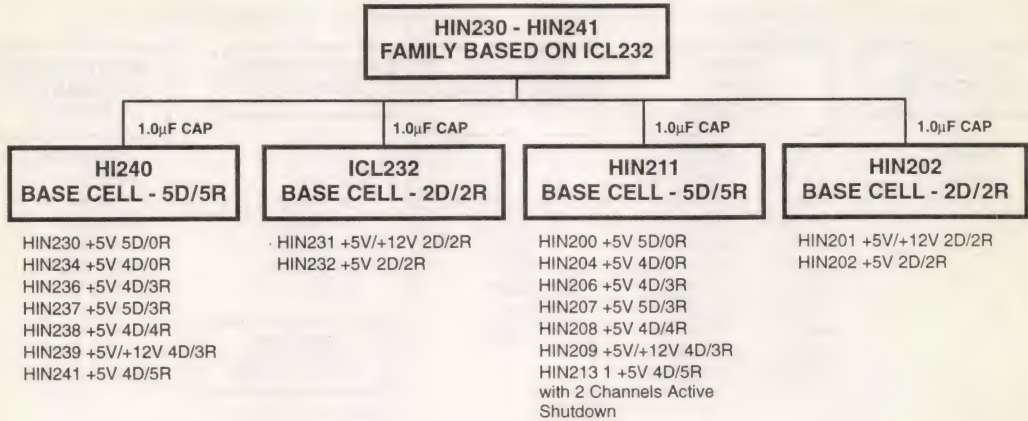 HIN230 - HIN241
FAMILY BASED ON ICL232
1.0µF CAP
1.0µF CAP
1.0µF CAP
1.0µF CAP
HI240
BASE CELL - 5D/5R
HIN230 +5V 5D/0R
HIN234 +5V 4D/0R
HIN236 +5V 4D/3R
HIN237 +5V 5D/3R
HIN238 +5V 4D/4R
HIN239 +5V/+12V 4D/3R
HIN241 +5V 4D/5R
ICL232
BASE CELL - 2D/2R
HIN231 +5V/+12V 2D/2R
HIN232 +5V 2D/2R
HIN211
BASE CELL - 5D/5R
HIN200 +5V 5D/0R
HIN204 +5V 4D/0R
HIN206 +5V 4D/3R
HIN207 +5V 5D/3R
HIN208 +5V 4D/4R
HIN209 +5V/+12V 4D/3R
HIN213 1 +5V 4D/5R
with 2 Channels Active
Shutdown
HIN202
BASE CELL - 2D/2R
HIN201 +5V/+12V 2D/2R
HIN202 +5V 2D/2R